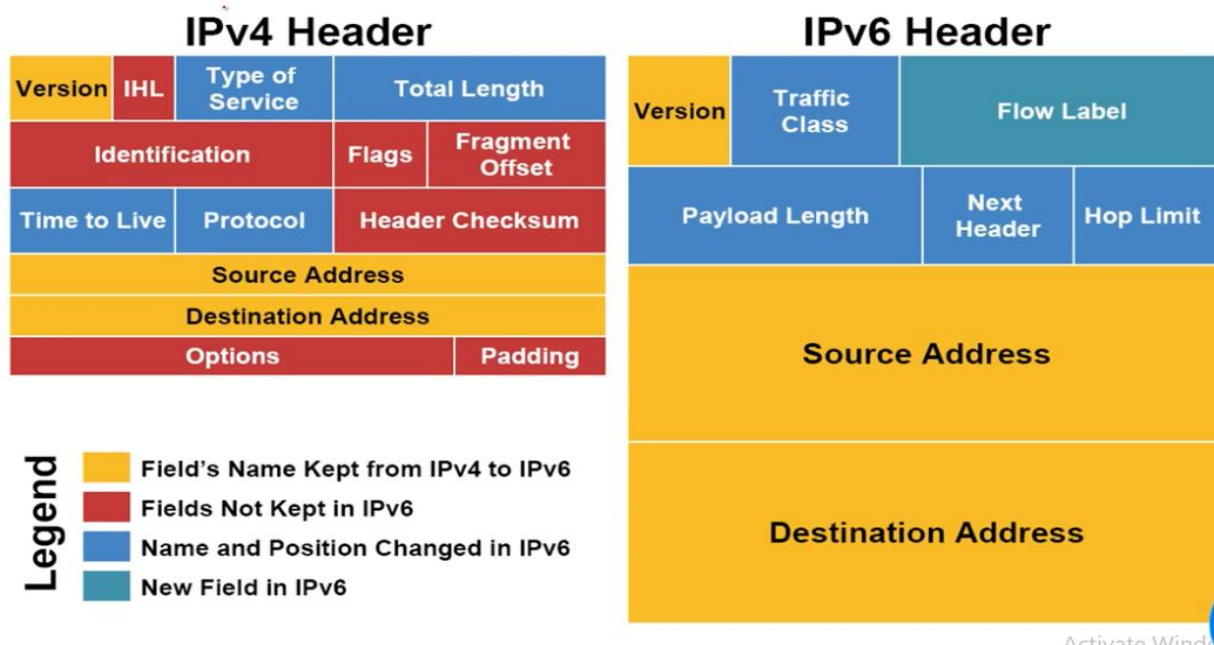 IPv4 Header
Version IHL Type of Service Total Length
Identification Flags Fragment Offset
Time to Live Protocol Header Checksum
Source Address
Destination Address
Options Padding
IPv6 Header
Version Traffic Class Flow Label
Payload Length Next Header Hop Limit
Source Address
Destination Address
Legend
Field's Name Kept from IPv4 to IPv6
Fields Not Kept in IPv6
Name and Position Changed in IPv6
New Field in IPv6
Activate